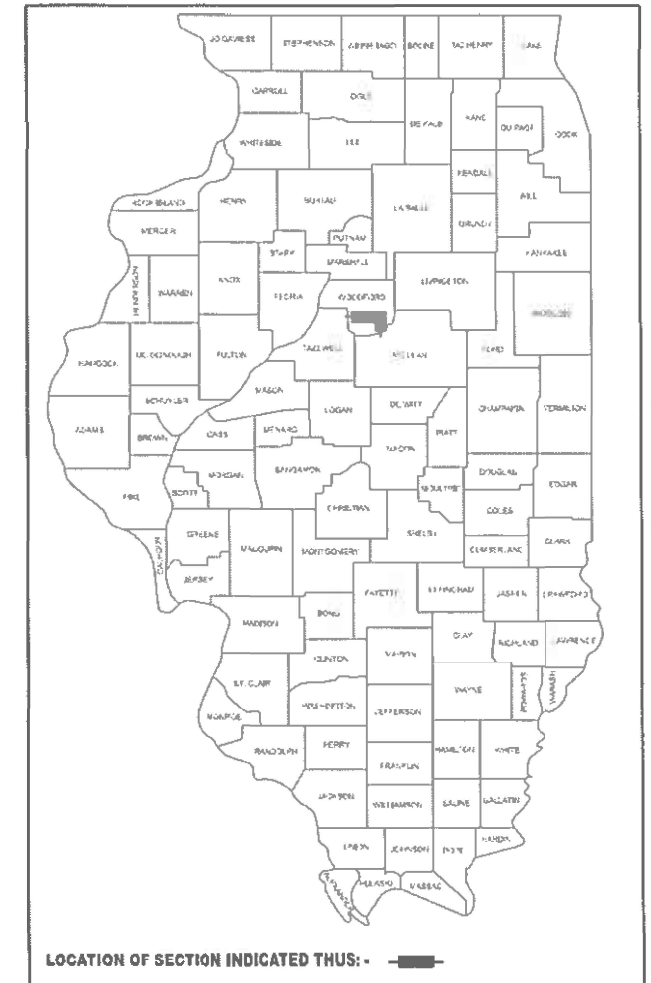 JO DAVIESS STEPHENSON WINNEBAGO BOONE McHENRY LAKE
CARROLL OGLE
DE KALB KANE DU PAGE COOK
WHITESIDE LEE
KENDALL
ROCK ISLAND HENRY BUREAU LA SALLE WILL
MERCER PUTNAM GRUNDY
STARK MARSHALL KANKAKEE
HENDERSON WARREN KNOX PEORIA WOODFORD LIVINGSTON
TAZEWELL McLEAN FORD
HANCOCK McDONOUGH FULTON
MASON
SCHUYLER LOGAN DE WITT CHAMPAIGN VERMILION
ADAMS BROWN CASS MENARD PIATT
MACON
MORGAN SANGAMON DOUGLAS
PIKE SCOTT MOULTRIE EDGAR
CHRISTIAN COLES
CALHOUN GREENE MACOUPIN MONTGOMERY SHELBY CLARK
CUMBERLAND
JERSEY FAYETTE EFFINGHAM JASPER CRAWFORD
MADISON BOND
CLAY RICHLAND LAWRENCE
CLINTON MARION
ST. CLAIR WAYNE EDWARDS WABASH
MONROE WASHINGTON JEFFERSON
RANDOLPH PERRY HAMILTON WHITE
FRANKLIN
JACKSON WILLIAMSON SALINE GALLATIN
UNION JOHNSON POPE HARDIN
PULASKI MASSAC
LOCATION OF SECTION INDICATED THUS: -